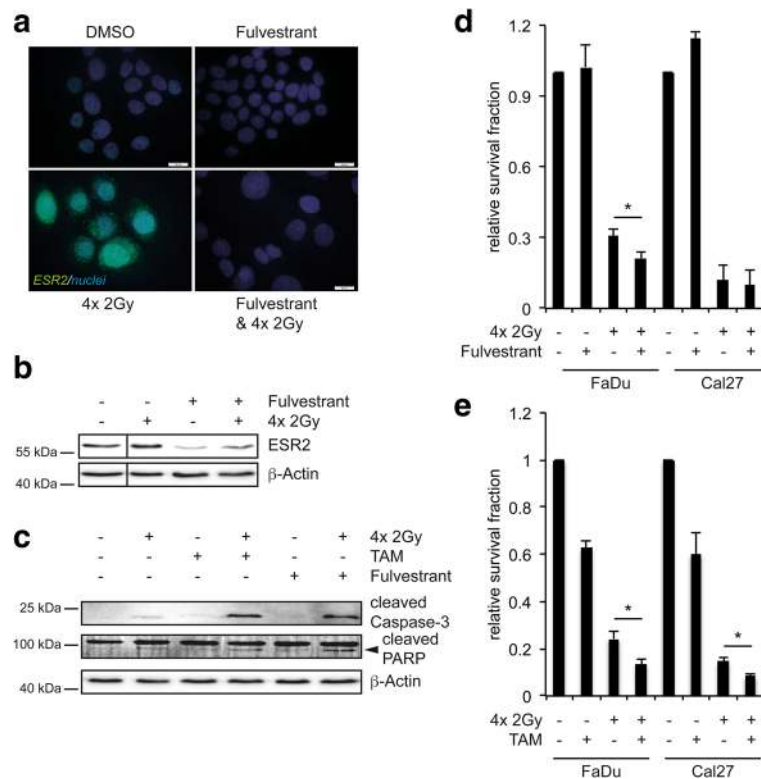 a
DMSO
Fulvestrant
ESR2/nuclei
4x 2Gy
Fulvestrant
& 4x 2Gy
b
- - + + Fulvestrant
- + - + 4x 2Gy
55 kDa
ESR2
40 kDa
β-Actin
c
- + - + - + 4x 2Gy
- - + + - - TAM
- - - - + + Fulvestrant
25 kDa
cleaved
Caspase-3
100 kDa
cleaved
PARP
40 kDa
β-Actin
d
relative survival fraction
1.2
0.9
0.6
0.3
0
*
4x 2Gy - - + + - - + +
Fulvestrant - + - + - + - +
FaDu
Cal27
e
relative survival fraction
1.2
1
0.8
0.6
0.4
0.2
0
*
*
4x 2Gy - - + + - - + +
TAM - + - + - + - +
FaDu
Cal27